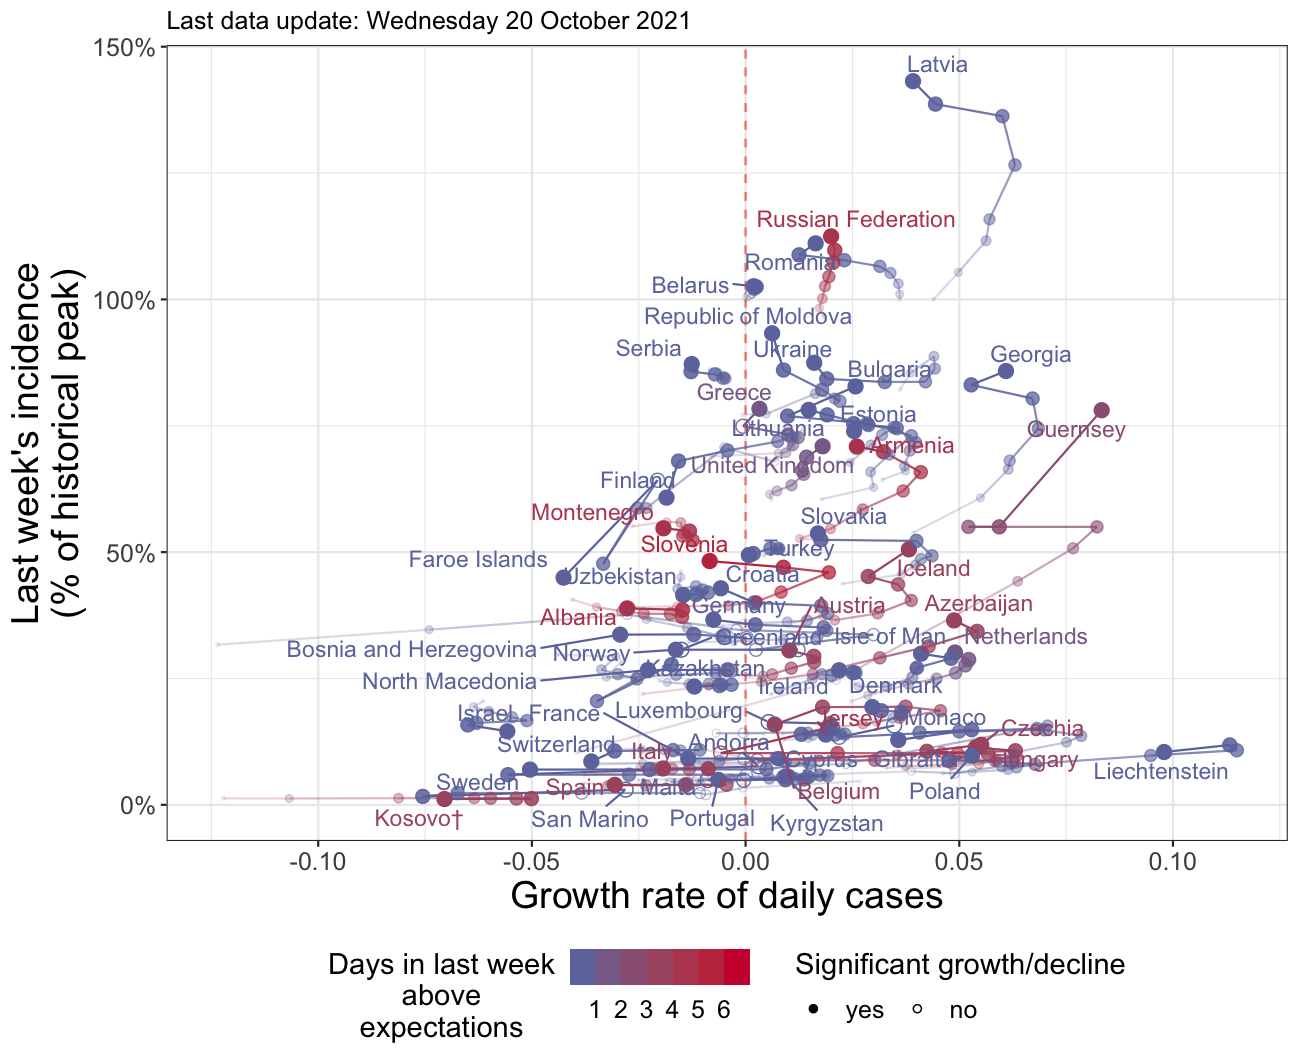 Last data update: Wednesday 20 October 2021
150%
100%
50%
0%
Last week's incidence
(% of historical peak)
Latvia
Russian Federation
Romania
Belarus
Republic of Moldova
Serbia
Ukraine
Georgia
Bulgaria
Greece
Estonia
Lithuania
Guernsey
Armenia
United Kingdom
Finland
Montenegro
Slovakia
Slovenia
Turkey
Faroe Islands
Iceland
Uzbekistan
Croatia
Germany
Austria
Azerbaijan
Albania
Greenland
Isle of Man
Netherlands
Bosnia and Herzegovina
Norway
Kazakhstan
North Macedonia
Ireland
Denmark
Israel
France
Luxembourg
Jersey
Monaco
Switzerland
Andorra
Czechia
Italy
Cyprus
Gibraltar
Hungary
Liechtenstein
Sweden
Spain
Malta
Belgium
Poland
Kosovo†
San Marino
Portugal
Kyrgyzstan
-0.10
-0.05
0.00
0.05
0.10
Growth rate of daily cases
Days in last week
above
expectations
1 2 3 4 5 6
Significant growth/decline
yes
no